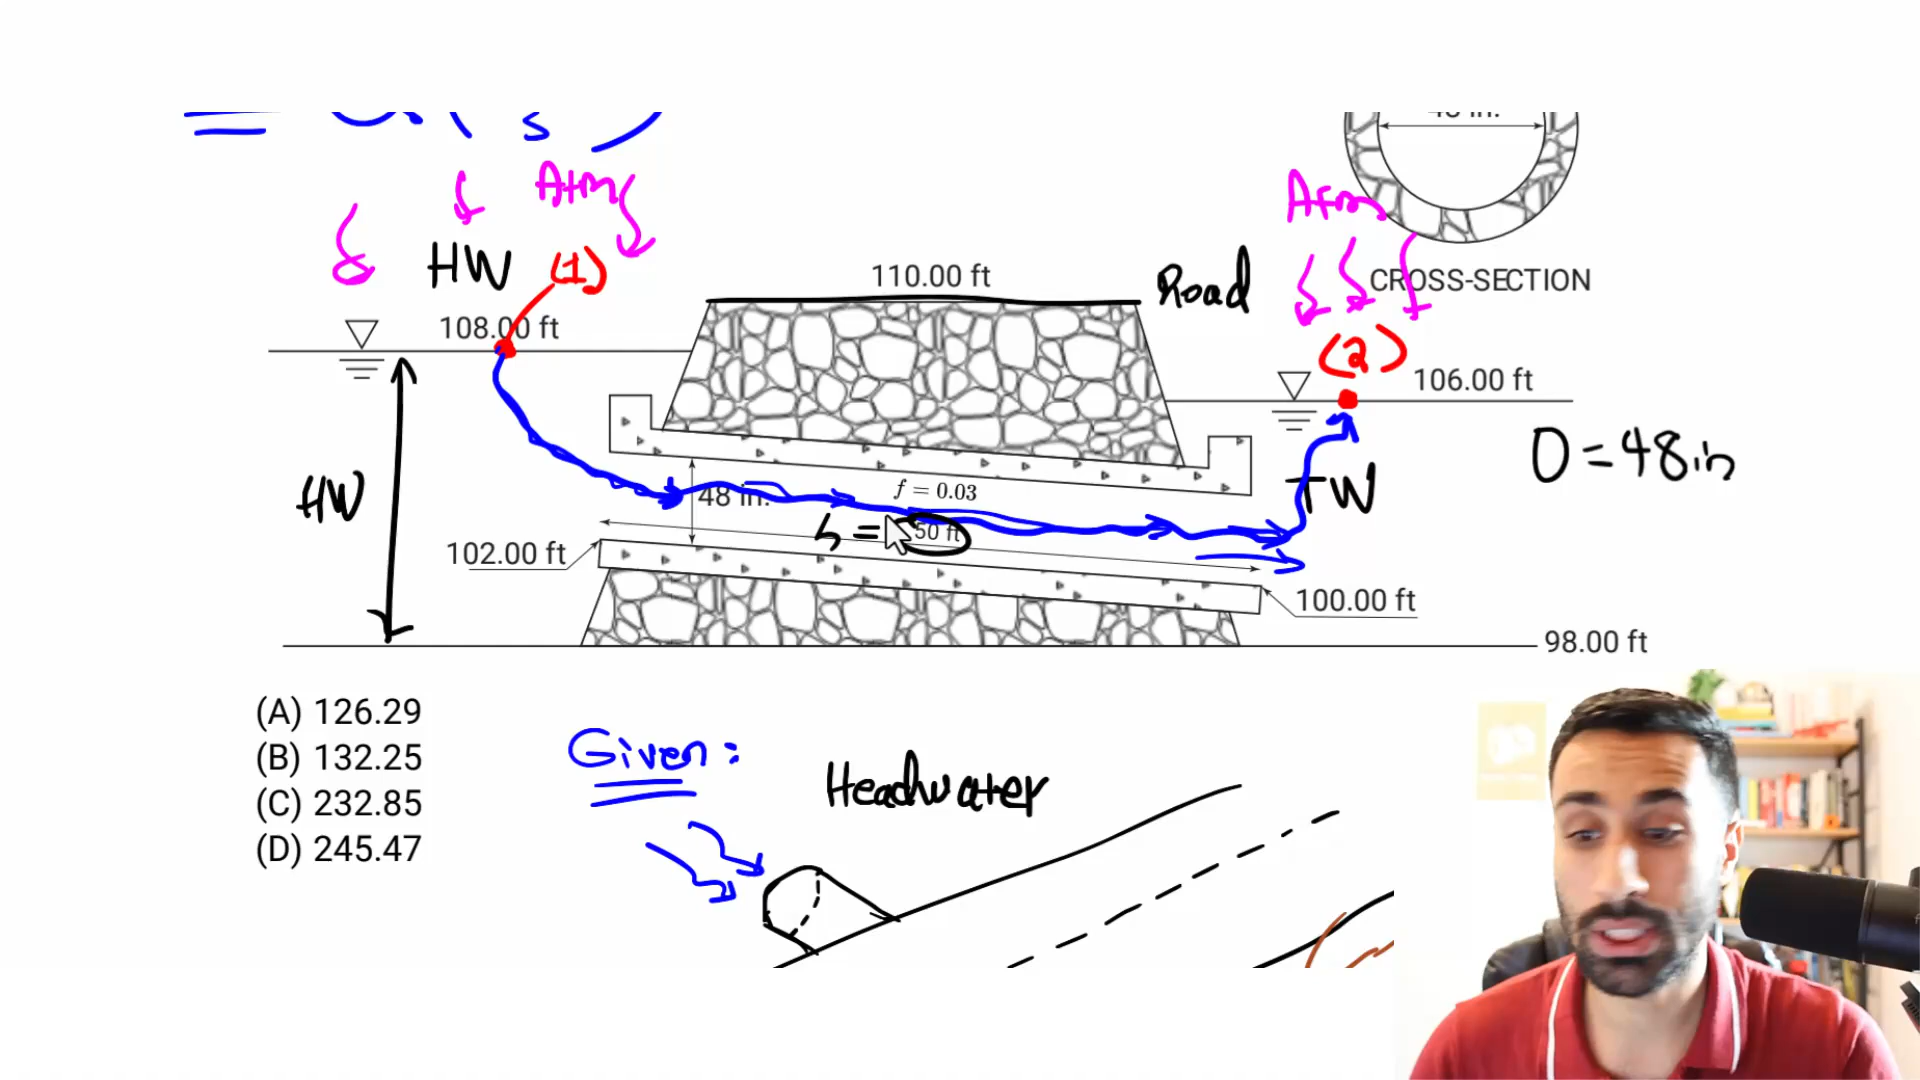 Atm
Atm
HW (1)
110.00 ft
Road
CROSS-SECTION
108.00 ft
(2)
106.00 ft
D = 48in
HW
48 in.
f = 0.03
TW
50 ft
102.00 ft
100.00 ft
98.00 ft
(A) 126.29
(B) 132.25
(C) 232.85
(D) 245.47
Given:
Headwater